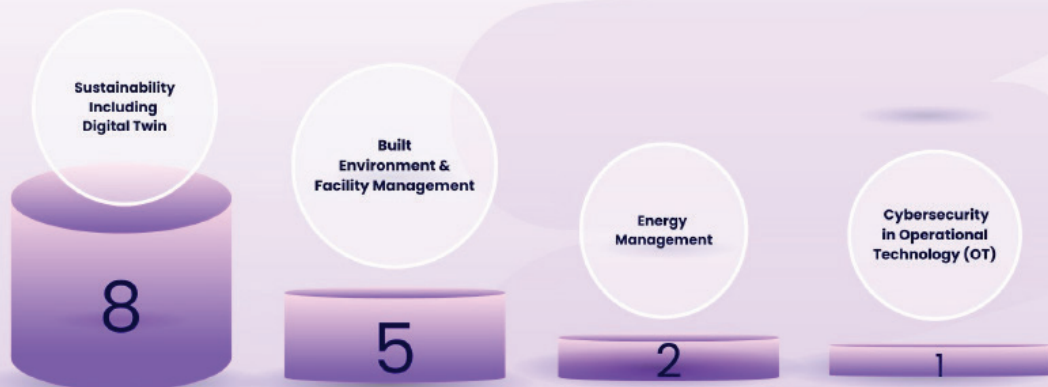 Sustainability
Including
Digital Twin
8
Built
Environment &
Facility Management
5
Energy
Management
2
Cybersecurity
in Operational
Technology (OT)
1